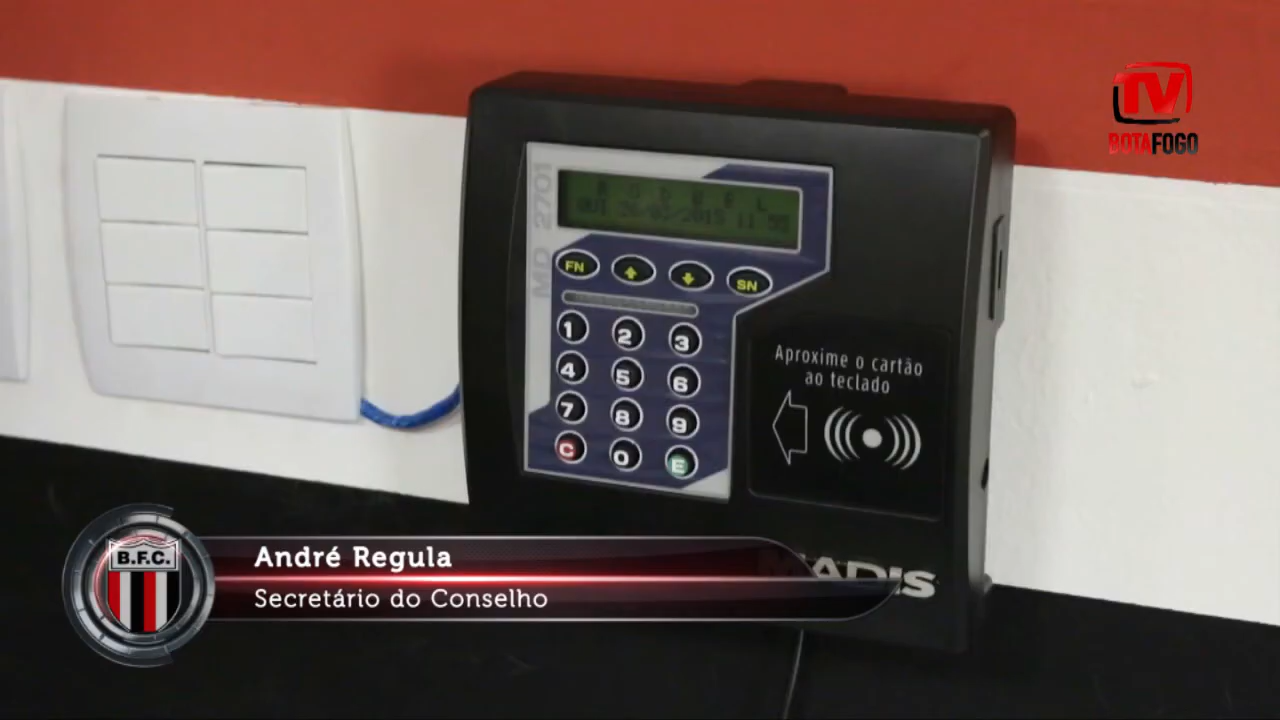 TV
BOTAFOGO
MD 2701
FN
SN
1 2 3
4 5 6
7 8 9
C 0 E
Aproxime o cartão
ao teclado
B.F.C.
André Regula
Secretário do Conselho